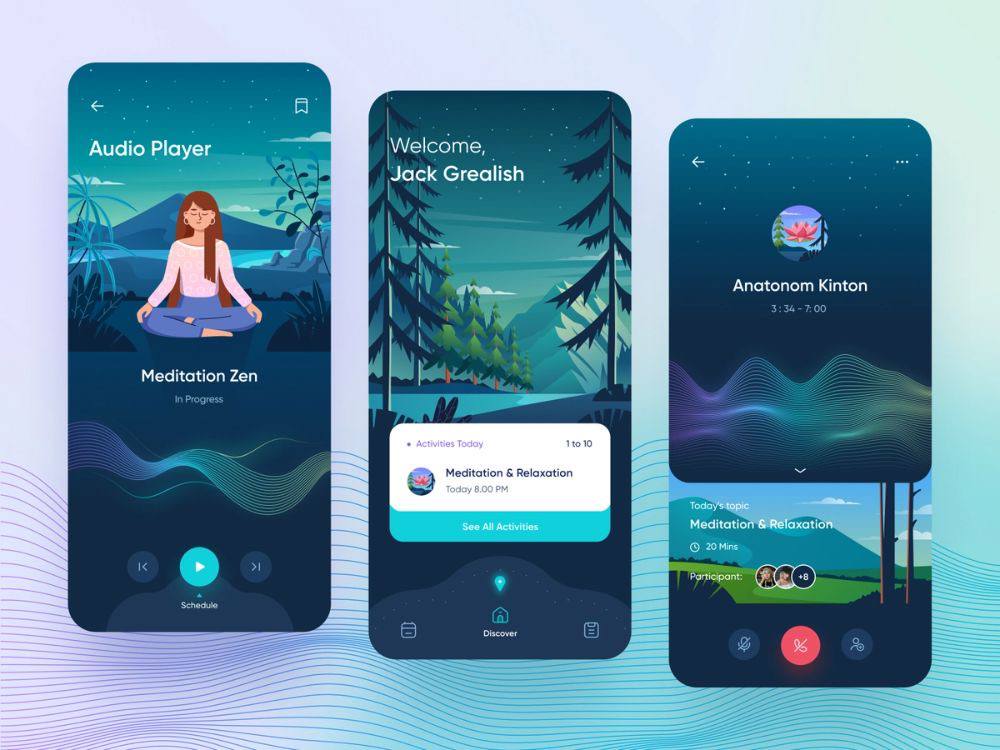 Audio Player
Meditation Zen
In Progress
Schedule
Welcome,
Jack Grealish
Activities Today
1 to 10
Meditation & Relaxation
Today 8.00 PM
See All Activities
Discover
Anatonom Kinton
3 : 34 - 7: 00
Today's topic
Meditation & Relaxation
20 Mins
Participant:
+8